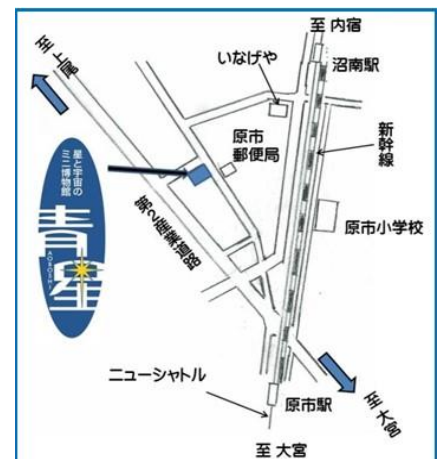 至 内宿
至上尾
いなげや
沼南駅
新幹線
原市
郵便局
星と宇宙の
ミニ博物館
青星
AOBOSHI
第2産業道路
原市小学校
ニューシャトル
原市駅
至大宮
至 大宮